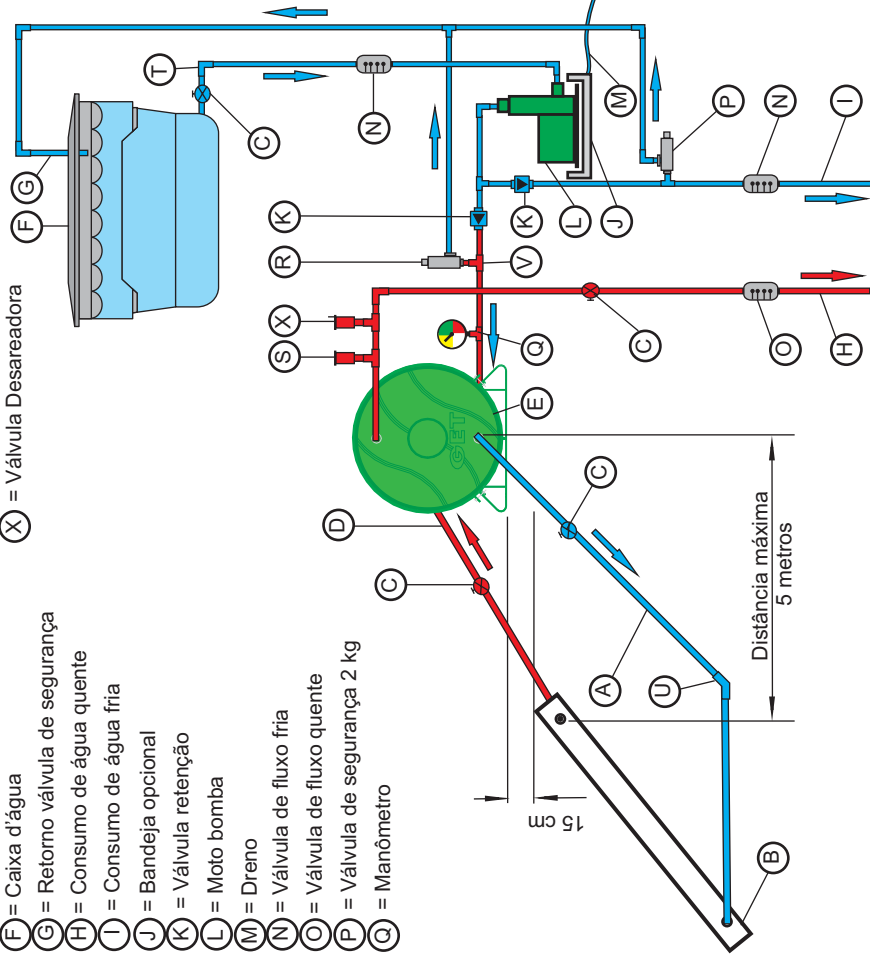 F = Caixa d'água
G = Retorno válvula de segurança
H = Consumo de água quente
I = Consumo de água fria
J = Bandeja opcional
K = Válvula retenção
L = Moto bomba
M = Dreno
N = Válvula de fluxo fria
O = Válvula de fluxo quente
P = Válvula de segurança 2 kg
Q = Manômetro
X = Válvula Desareadora
F
G
T
C
N
K
R
X
S
M
P
N
I
L
J
K
V
Q
C
O
H
E
GET
D
C
C
A
U
B
15 cm
Distância máxima
5 metros